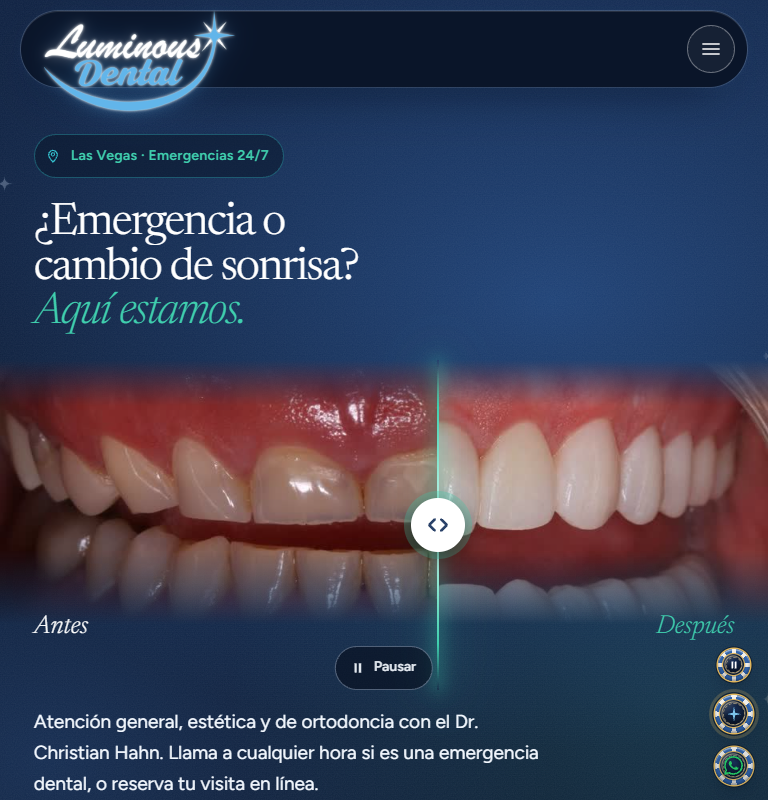 Luminous
Dental
Las Vegas · Emergencias 24/7
¿Emergencia o
cambio de sonrisa?
Aquí estamos.
Antes
Después
Pausar
Atención general, estética y de ortodoncia con el Dr.
Christian Hahn. Llama a cualquier hora si es una emergencia
dental, o reserva tu visita en línea.